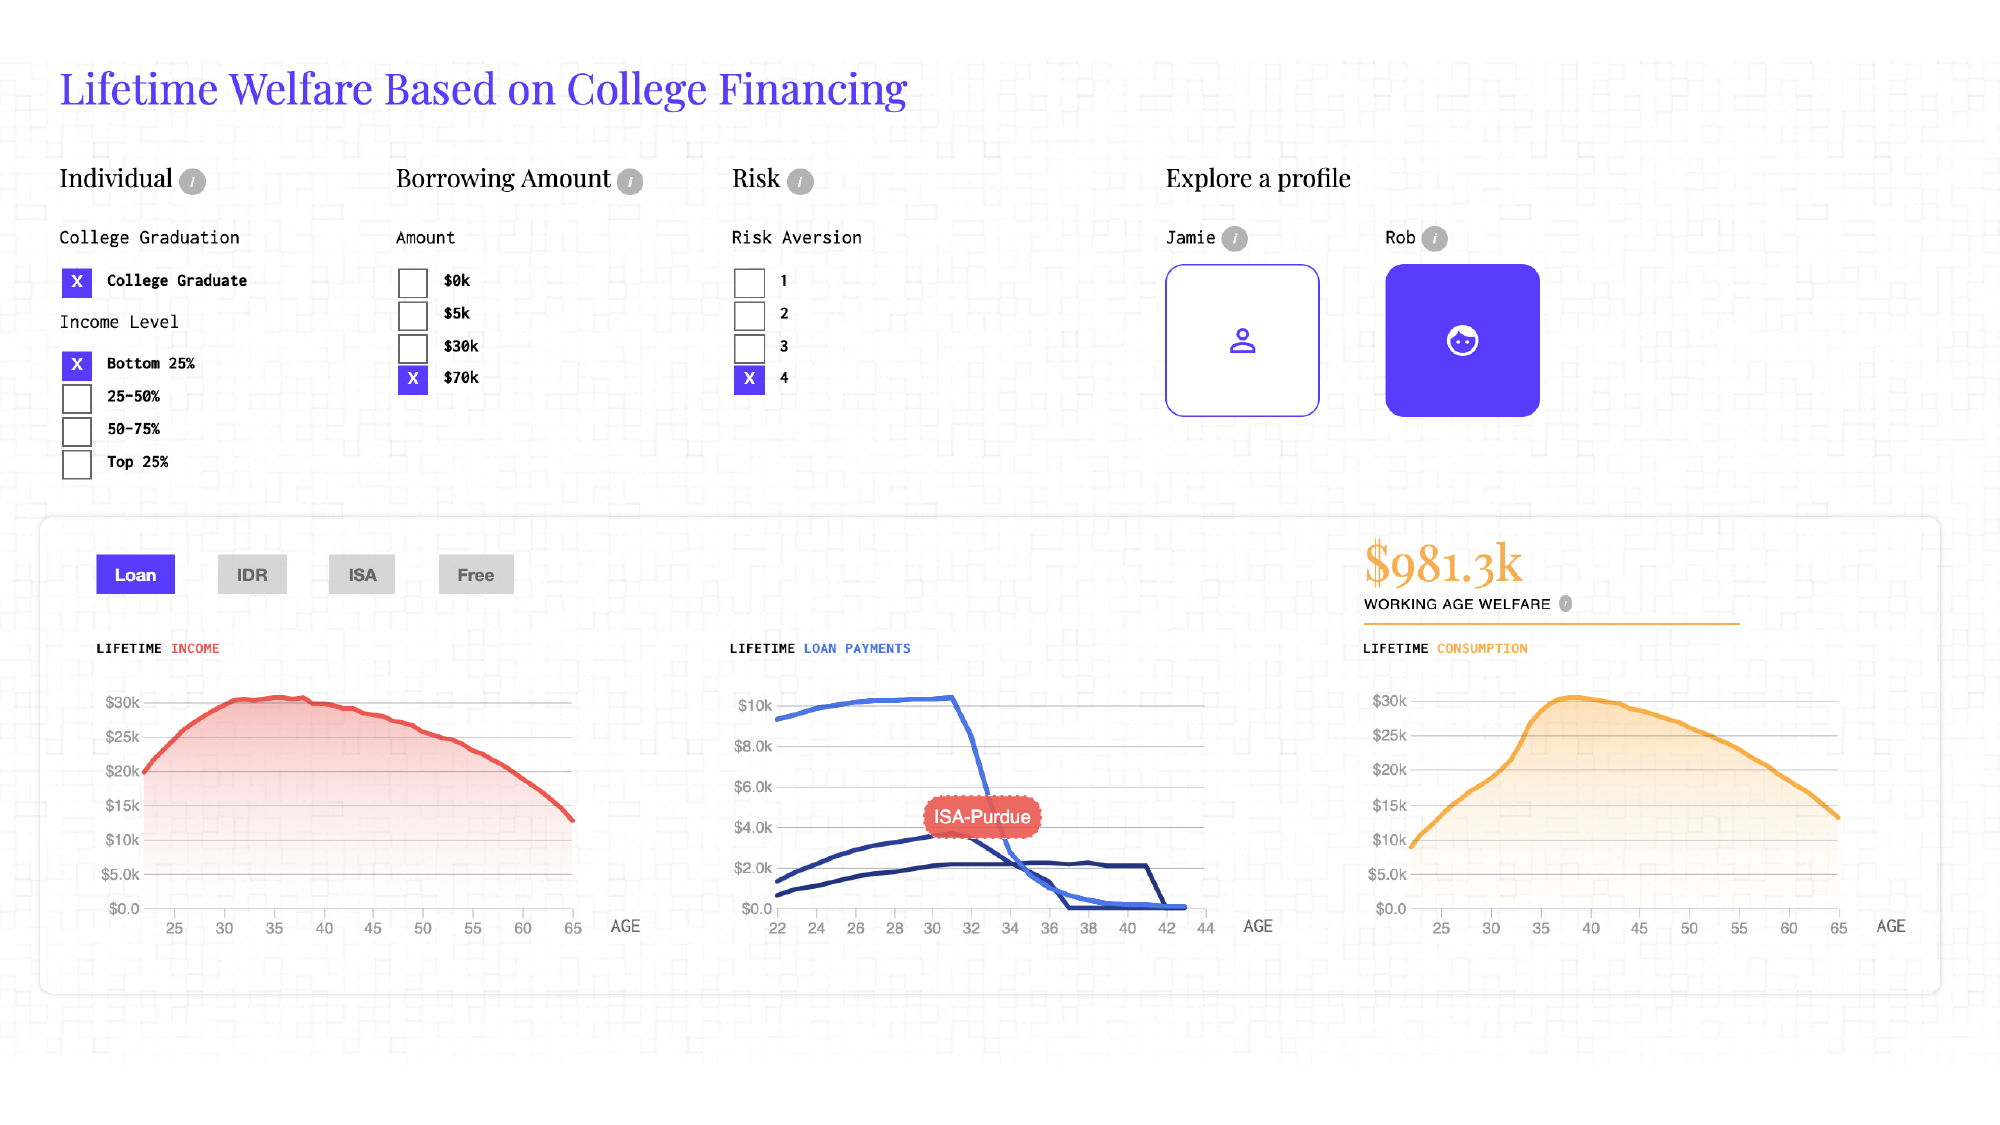 Lifetime Welfare Based on College Financing
Individual i
Borrowing Amount i
Risk i
Explore a profile
College Graduation
Amount
Risk Aversion
Jamie i
Rob i
X College Graduate
Income Level
X Bottom 25%
25-50%
50-75%
Top 25%
$0k
$5k
$30k
X $70k
1
2
3
X 4
Loan
IDR
ISA
Free
$981.3k
WORKING AGE WELFARE i
LIFETIME INCOME
$30k
$25k
$20k
$15k
$10k
$5.0k
$0.0
25 30 35 40 45 50 55 60 65 AGE
LIFETIME LOAN PAYMENTS
$10k
$8.0k
$6.0k
$4.0k
$2.0k
$0.0
ISA-Purdue
22 24 26 28 30 32 34 36 38 40 42 44 AGE
LIFETIME CONSUMPTION
$30k
$25k
$20k
$15k
$10k
$5.0k
$0.0
25 30 35 40 45 50 55 60 65 AGE